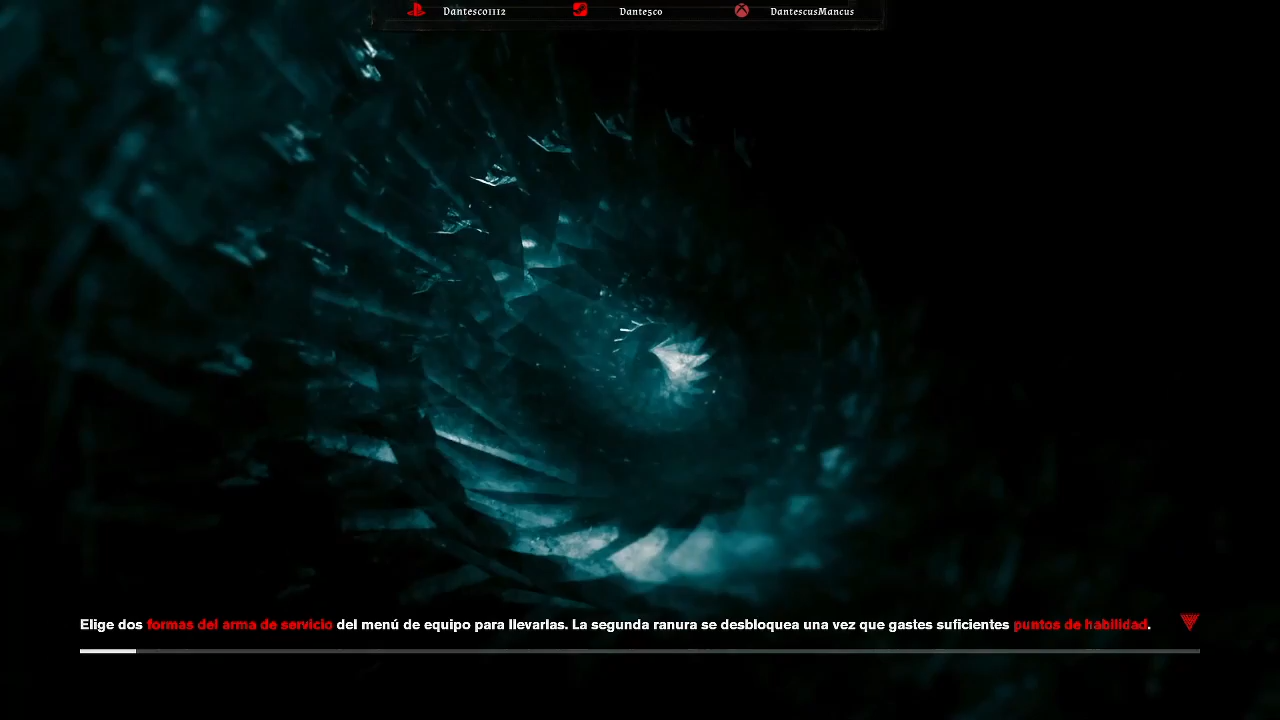 Dantesco1112 Dante5co DantescusMancus
Elige dos formas del arma de servicio del menú de equipo para llevarlas. La segunda ranura se desbloquea una vez que gastes suficientes puntos de habilidad.